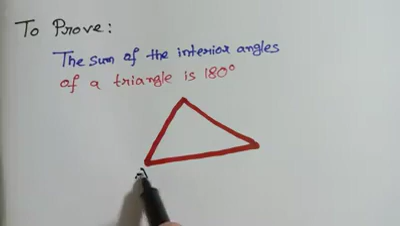 To Prove:
The sum of the interior angles
of a triangle is 180°